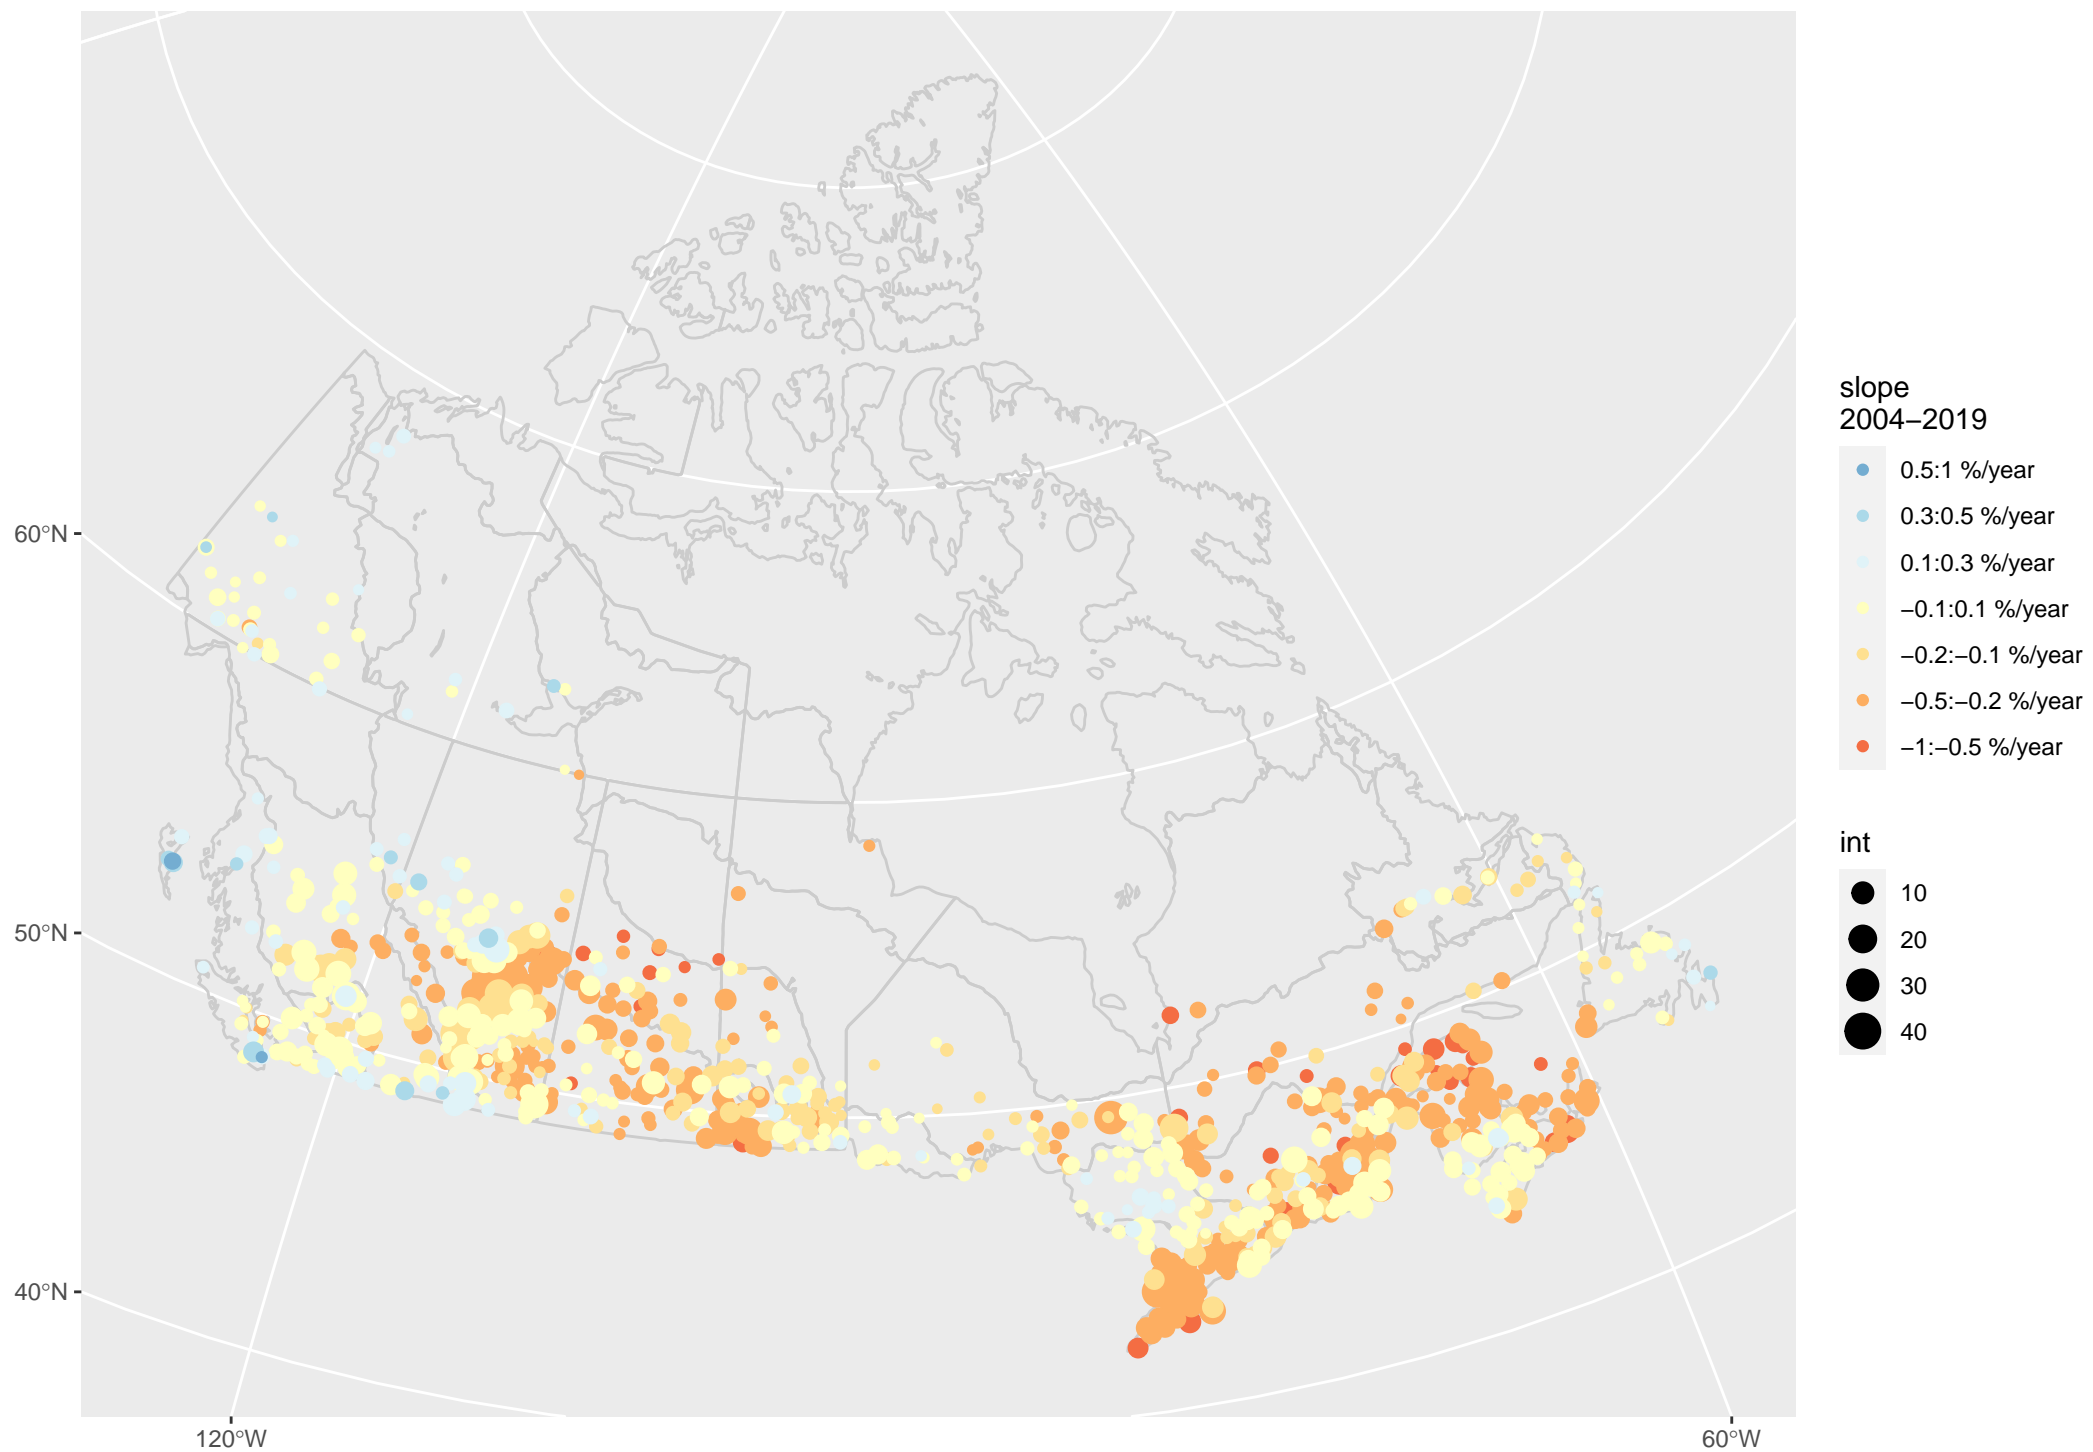 60°N
50°N
40°N
120°W
60°W
slope
2004−2019
0.5:1 %/year
0.3:0.5 %/year
0.1:0.3 %/year
−0.1:0.1 %/year
−0.2:−0.1 %/year
−0.5:−0.2 %/year
−1:−0.5 %/year
int
10
20
30
40